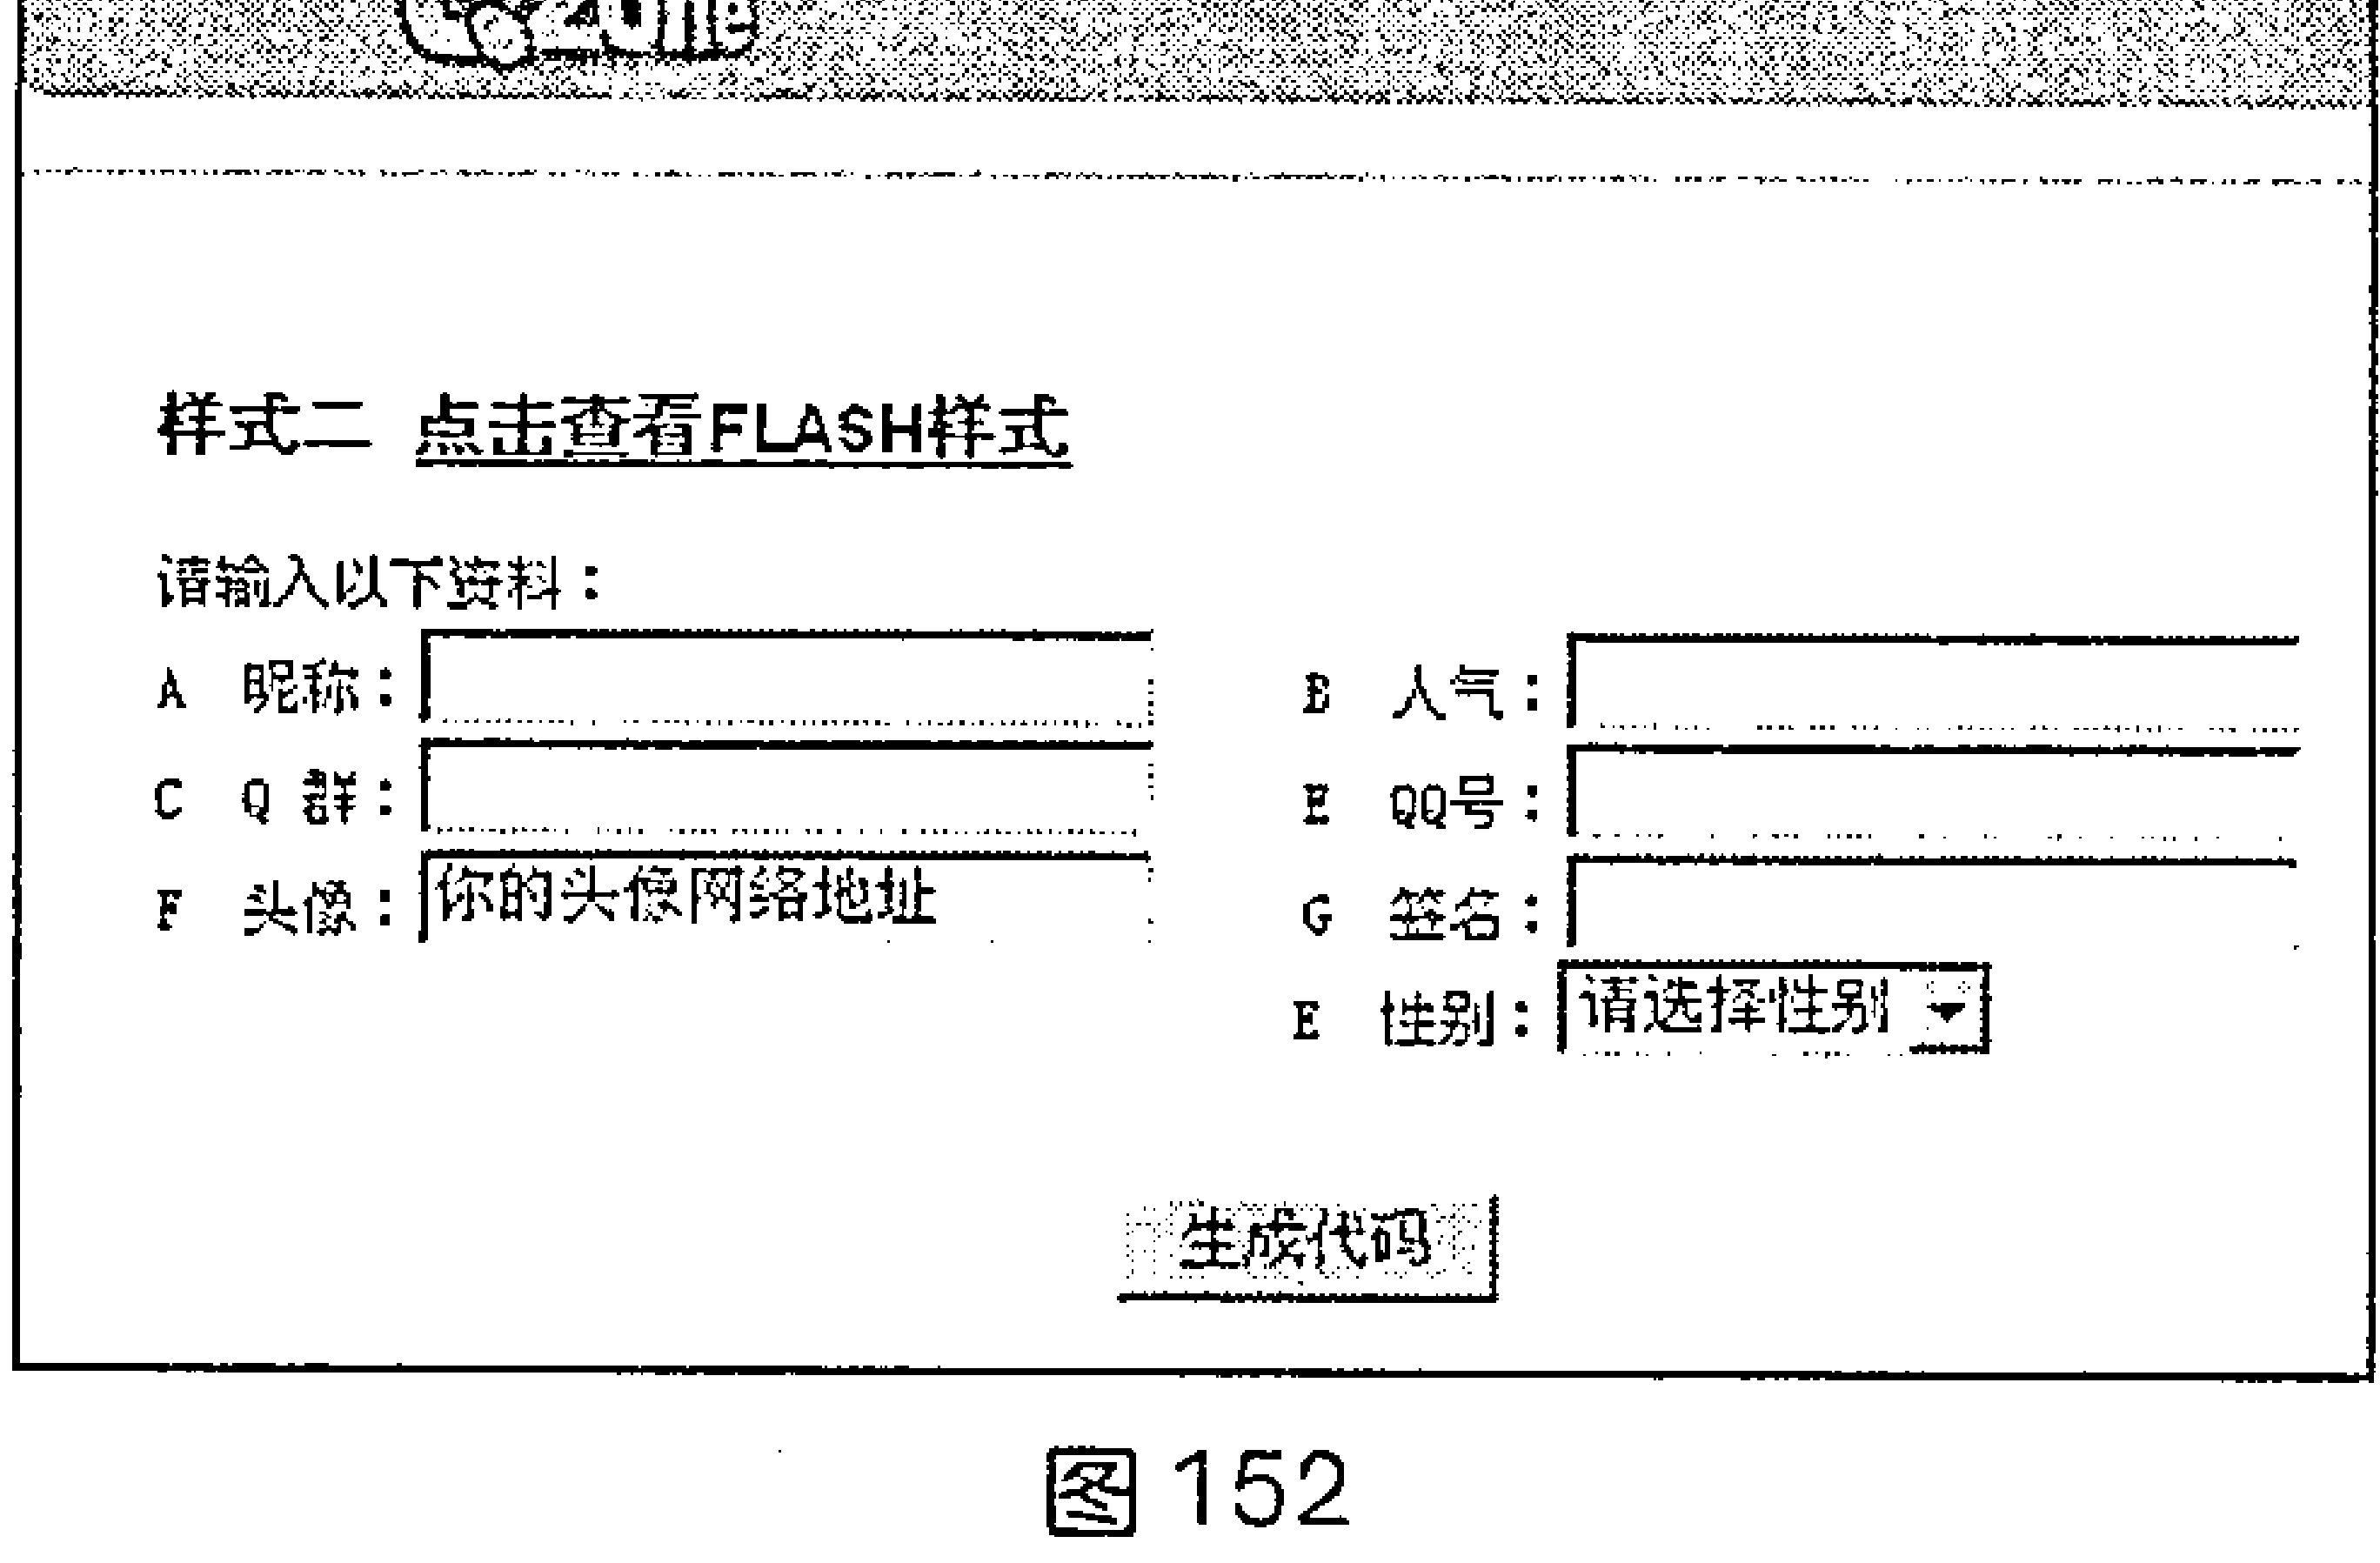 样式二 点击查看FLASH样式
请输入以下资料：
A 昵称： B 人气：
C Q 群： E QQ号：
F 头像：你的头像网络地址 G 签名：
E 性别：请选择性别
生成代码
图 152